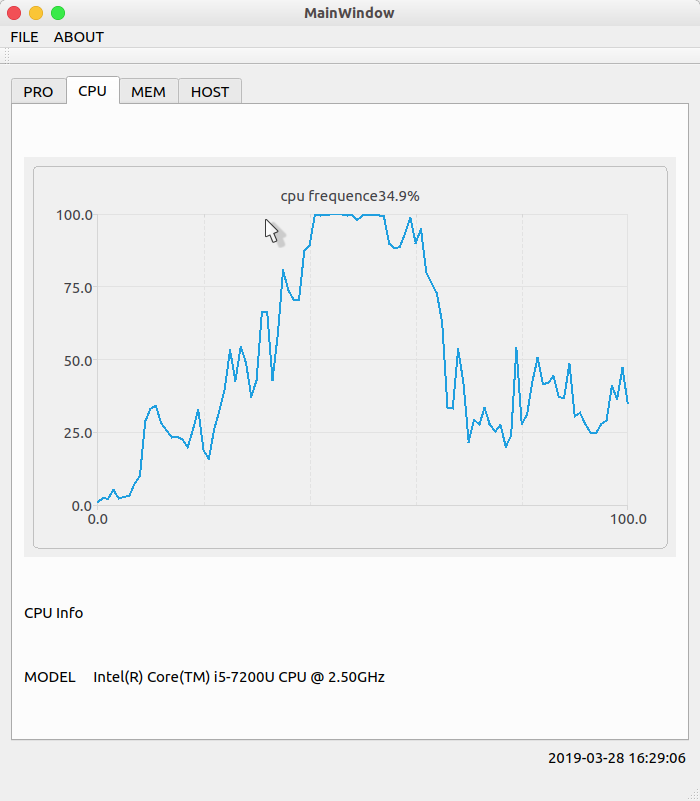 MainWindow
FILE ABOUT
PRO CPU MEM HOST
cpu frequence34.9%
100.0
75.0
50.0
25.0
0.0
0.0 100.0
CPU Info
MODEL Intel(R) Core(TM) i5-7200U CPU @ 2.50GHz
2019-03-28 16:29:06